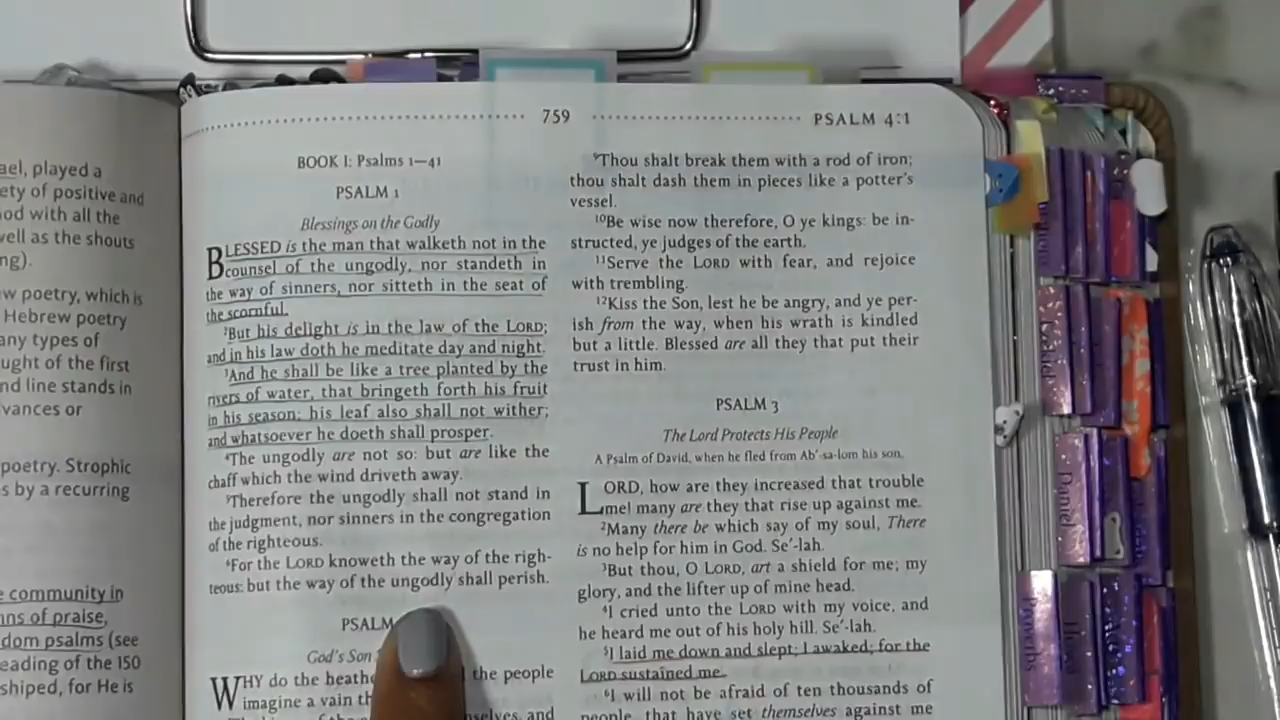 ael, played a
ety of positive and
od with all the
vell as the shouts
ng).
w poetry, which is
Hebrew poetry
any types of
ught of the first
nd line stands in
vances or
poetry. Strophic
s by a recurring
e community in
ns of praise,
dom psalms (see
eading of the 150
shiped, for He is
759
PSALM 4:1
BOOK I: Psalms 1—41
PSALM 1
Blessings on the Godly
BLESSED is the man that walketh not in the
counsel of the ungodly, nor standeth in
the way of sinners, nor sitteth in the seat of
the scornful.
²But his delight is in the law of the LORD;
and in his law doth he meditate day and night.
³And he shall be like a tree planted by the
rivers of water, that bringeth forth his fruit
in his season; his leaf also shall not wither;
and whatsoever he doeth shall prosper.
⁴The ungodly are not so: but are like the
chaff which the wind driveth away.
⁵Therefore the ungodly shall not stand in
the judgment, nor sinners in the congregation
of the righteous.
⁶For the LORD knoweth the way of the righ-
teous: but the way of the ungodly shall perish.
PSALM
God's Son
WHY do the heathe the people
imagine a vain th
selves, and
⁹Thou shalt break them with a rod of iron;
thou shalt dash them in pieces like a potter's
vessel.
¹⁰Be wise now therefore, O ye kings: be in-
structed, ye judges of the earth.
¹¹Serve the LORD with fear, and rejoice
with trembling.
¹²Kiss the Son, lest he be angry, and ye per-
ish from the way, when his wrath is kindled
but a little. Blessed are all they that put their
trust in him.
PSALM 3
The Lord Protects His People
A Psalm of David, when he fled from Ab´-sa-lom his son.
LORD, how are they increased that trouble
me! many are they that rise up against me.
²Many there be which say of my soul, There
is no help for him in God. Se´-lah.
³But thou, O LORD, art a shield for me; my
glory, and the lifter up of mine head.
⁴I cried unto the LORD with my voice, and
he heard me out of his holy hill. Se´-lah.
⁵I laid me down and slept; I awaked; for the
LORD sustained me.
⁶I will not be afraid of ten thousands of
people, that have set themselves against me
Daniel
Proverbs